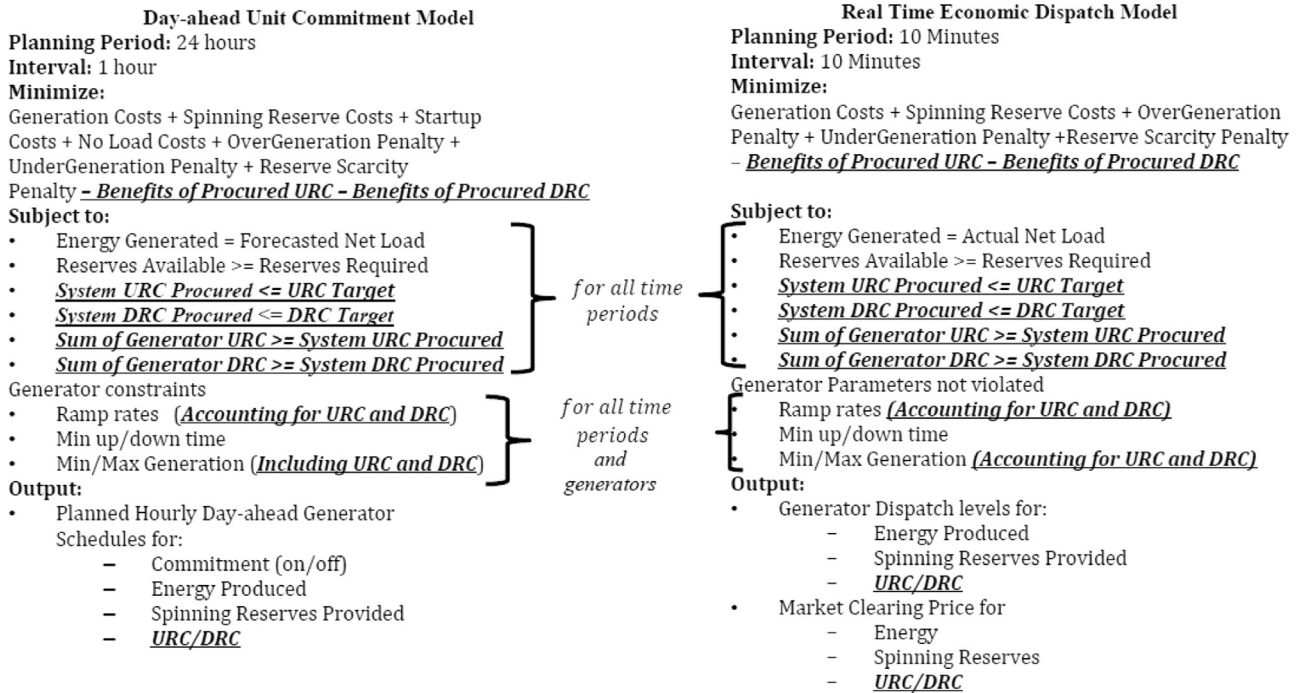 Day-ahead Unit Commitment Model
Planning Period: 24 hours
Interval: 1 hour
Minimize:
Generation Costs + Spinning Reserve Costs + Startup
Costs + No Load Costs + OverGeneration Penalty +
UnderGeneration Penalty + Reserve Scarcity
Penalty – Benefits of Procured URC – Benefits of Procured DRC
Subject to:
• Energy Generated = Forecasted Net Load
• Reserves Available >= Reserves Required
• System URC Procured <= URC Target
• System DRC Procured <= DRC Target
• Sum of Generator URC >= System URC Procured
• Sum of Generator DRC >= System DRC Procured
Generator constraints
• Ramp rates (Accounting for URC and DRC)
• Min up/down time
• Min/Max Generation (Including URC and DRC)
Output:
• Planned Hourly Day-ahead Generator
Schedules for:
– Commitment (on/off)
– Energy Produced
– Spinning Reserves Provided
– URC/DRC
for all time
periods
for all time
periods
and
generators
Real Time Economic Dispatch Model
Planning Period: 10 Minutes
Interval: 10 Minutes
Minimize:
Generation Costs + Spinning Reserve Costs + OverGeneration
Penalty + UnderGeneration Penalty +Reserve Scarcity Penalty
– Benefits of Procured URC – Benefits of Procured DRC
Subject to:
• Energy Generated = Actual Net Load
• Reserves Available >= Reserves Required
• System URC Procured <= URC Target
• System DRC Procured <= DRC Target
• Sum of Generator URC >= System URC Procured
• Sum of Generator DRC >= System DRC Procured
Generator Parameters not violated
• Ramp rates (Accounting for URC and DRC)
• Min up/down time
• Min/Max Generation (Accounting for URC and DRC)
Output:
• Generator Dispatch levels for:
– Energy Produced
– Spinning Reserves Provided
– URC/DRC
• Market Clearing Price for
– Energy
– Spinning Reserves
– URC/DRC